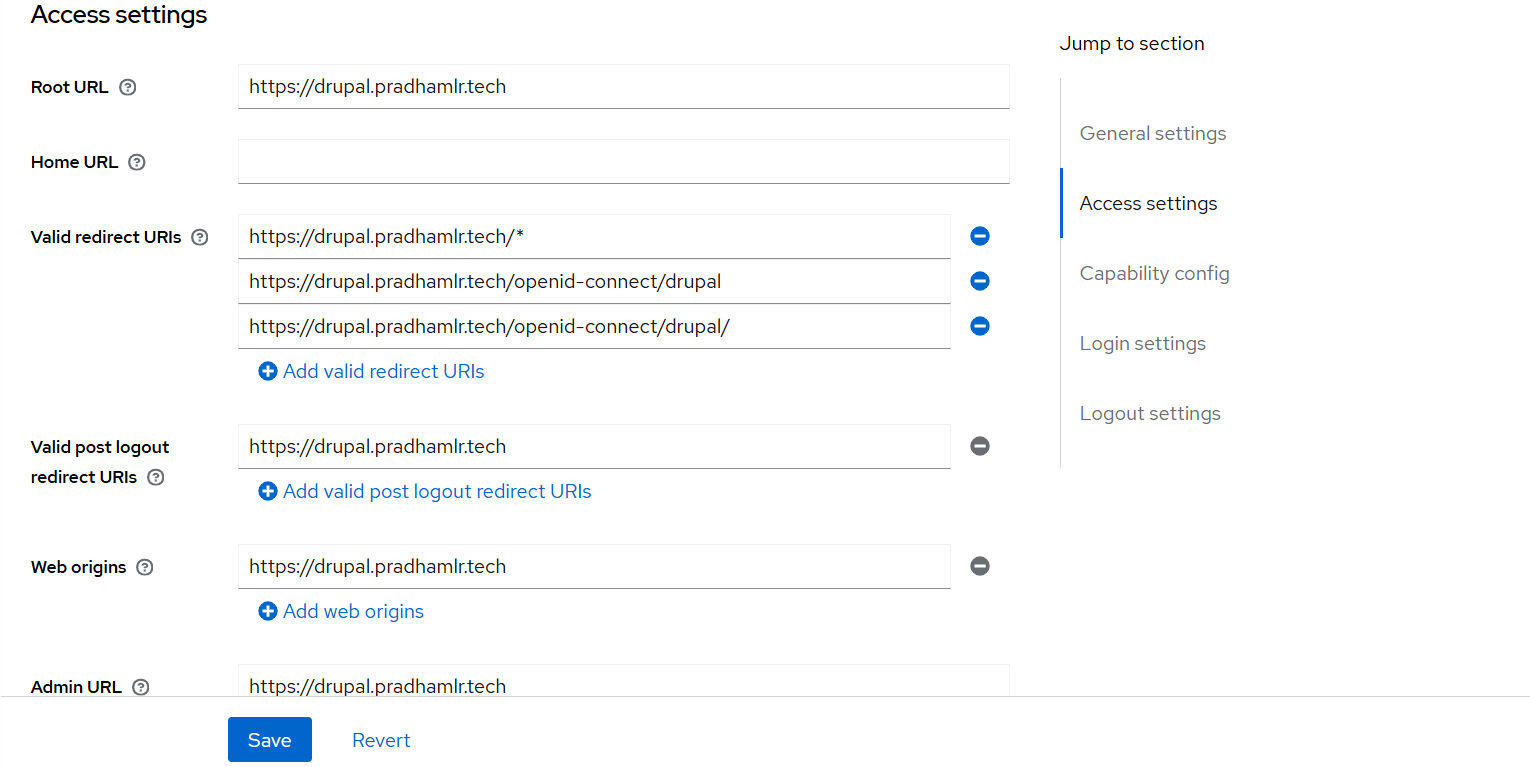 Access settings
Jump to section
Root URL
https://drupal.pradhamlr.tech
General settings
Home URL
Valid redirect URIs
https://drupal.pradhamlr.tech/*
Access settings
https://drupal.pradhamlr.tech/openid-connect/drupal
Capability config
https://drupal.pradhamlr.tech/openid-connect/drupal/
Login settings
Add valid redirect URIs
Logout settings
Valid post logout
redirect URIs
https://drupal.pradhamlr.tech
Add valid post logout redirect URIs
Web origins
https://drupal.pradhamlr.tech
Add web origins
Admin URL
https://drupal.pradhamlr.tech
Save
Revert